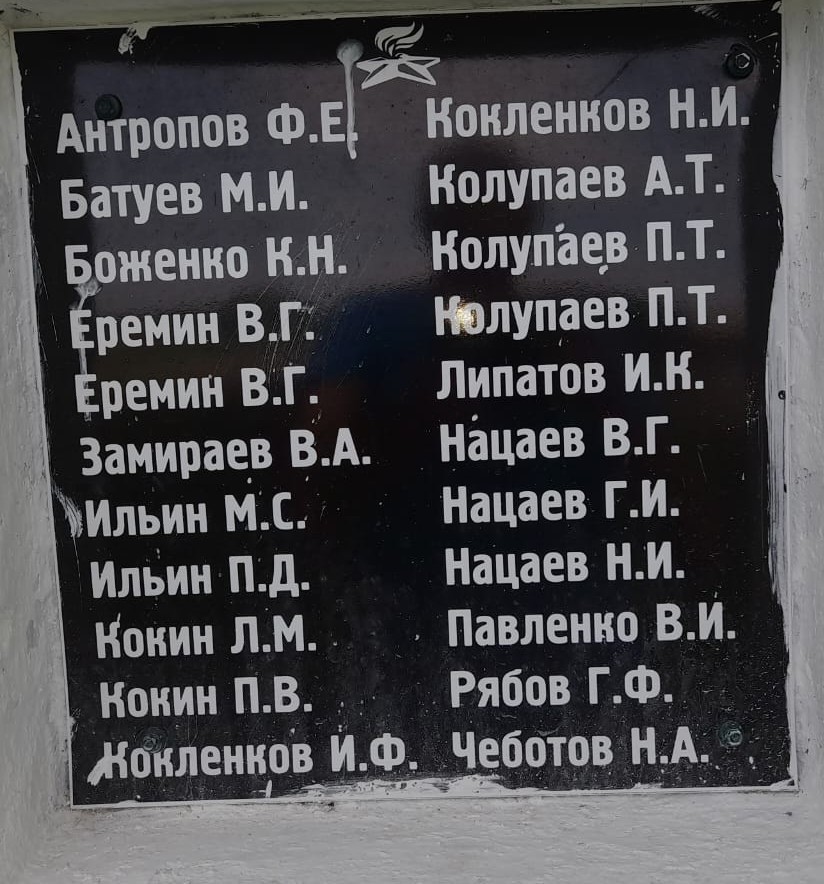 Антропов Ф.Е.
Батуев М.И.
Боженко К.Н.
Еремин В.Г.
Еремин В.Г.
Замираев В.А.
Ильин М.С.
Ильин П.Д.
Кокин Л.М.
Кокин П.В.
Кокленков И.Ф.
Кокленков Н.И.
Колупаев А.Т.
Колупаев П.Т.
Колупаев П.Т.
Липатов И.К.
Нацаев В.Г.
Нацаев Г.И.
Нацаев Н.И.
Павленко В.И.
Рябов Г.Ф.
Чеботов Н.А.